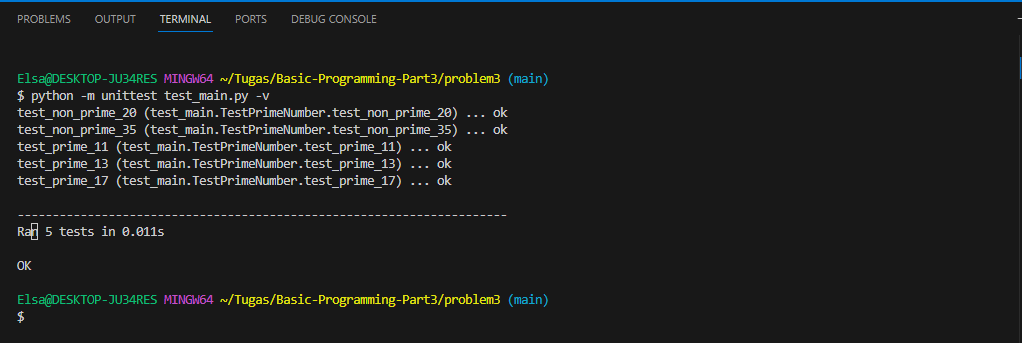 PROBLEMS OUTPUT TERMINAL PORTS DEBUG CONSOLE
Elsa@DESKTOP-JU34RES MINGW64 ~/Tugas/Basic-Programming-Part3/problem3 (main)
$ python -m unittest test_main.py -v
test_non_prime_20 (test_main.TestPrimeNumber.test_non_prime_20) ... ok
test_non_prime_35 (test_main.TestPrimeNumber.test_non_prime_35) ... ok
test_prime_11 (test_main.TestPrimeNumber.test_prime_11) ... ok
test_prime_13 (test_main.TestPrimeNumber.test_prime_13) ... ok
test_prime_17 (test_main.TestPrimeNumber.test_prime_17) ... ok
----------------------------------------------------------------------
Ran 5 tests in 0.011s
OK
Elsa@DESKTOP-JU34RES MINGW64 ~/Tugas/Basic-Programming-Part3/problem3 (main)
$